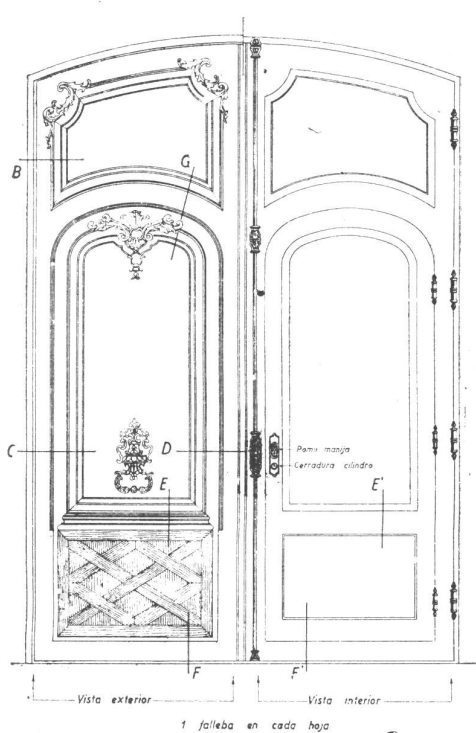 B
G
C
D
Pomo manija
Cerradura cilindro
E
E'
F
F'
Vista exterior
Vista interior
1 falleba en cada hoja